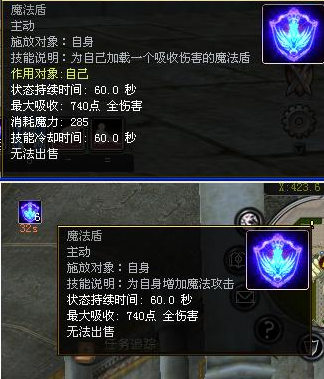 魔法盾
主动
施放对象：自身
技能说明：为自己加载一个吸收伤害的魔法盾
作用对象:自己
状态持续时间: 60.0 秒
最大吸收: 740点 全伤害
消耗魔力: 285
技能冷却时间: 60.0 秒
无法出售
X:423.6
6
32s
魔法盾
主动
施放对象：自身
技能说明：为自身增加魔法攻击
状态持续时间: 60.0 秒
最大吸收: 740点 全伤害
无法出售
任务追踪